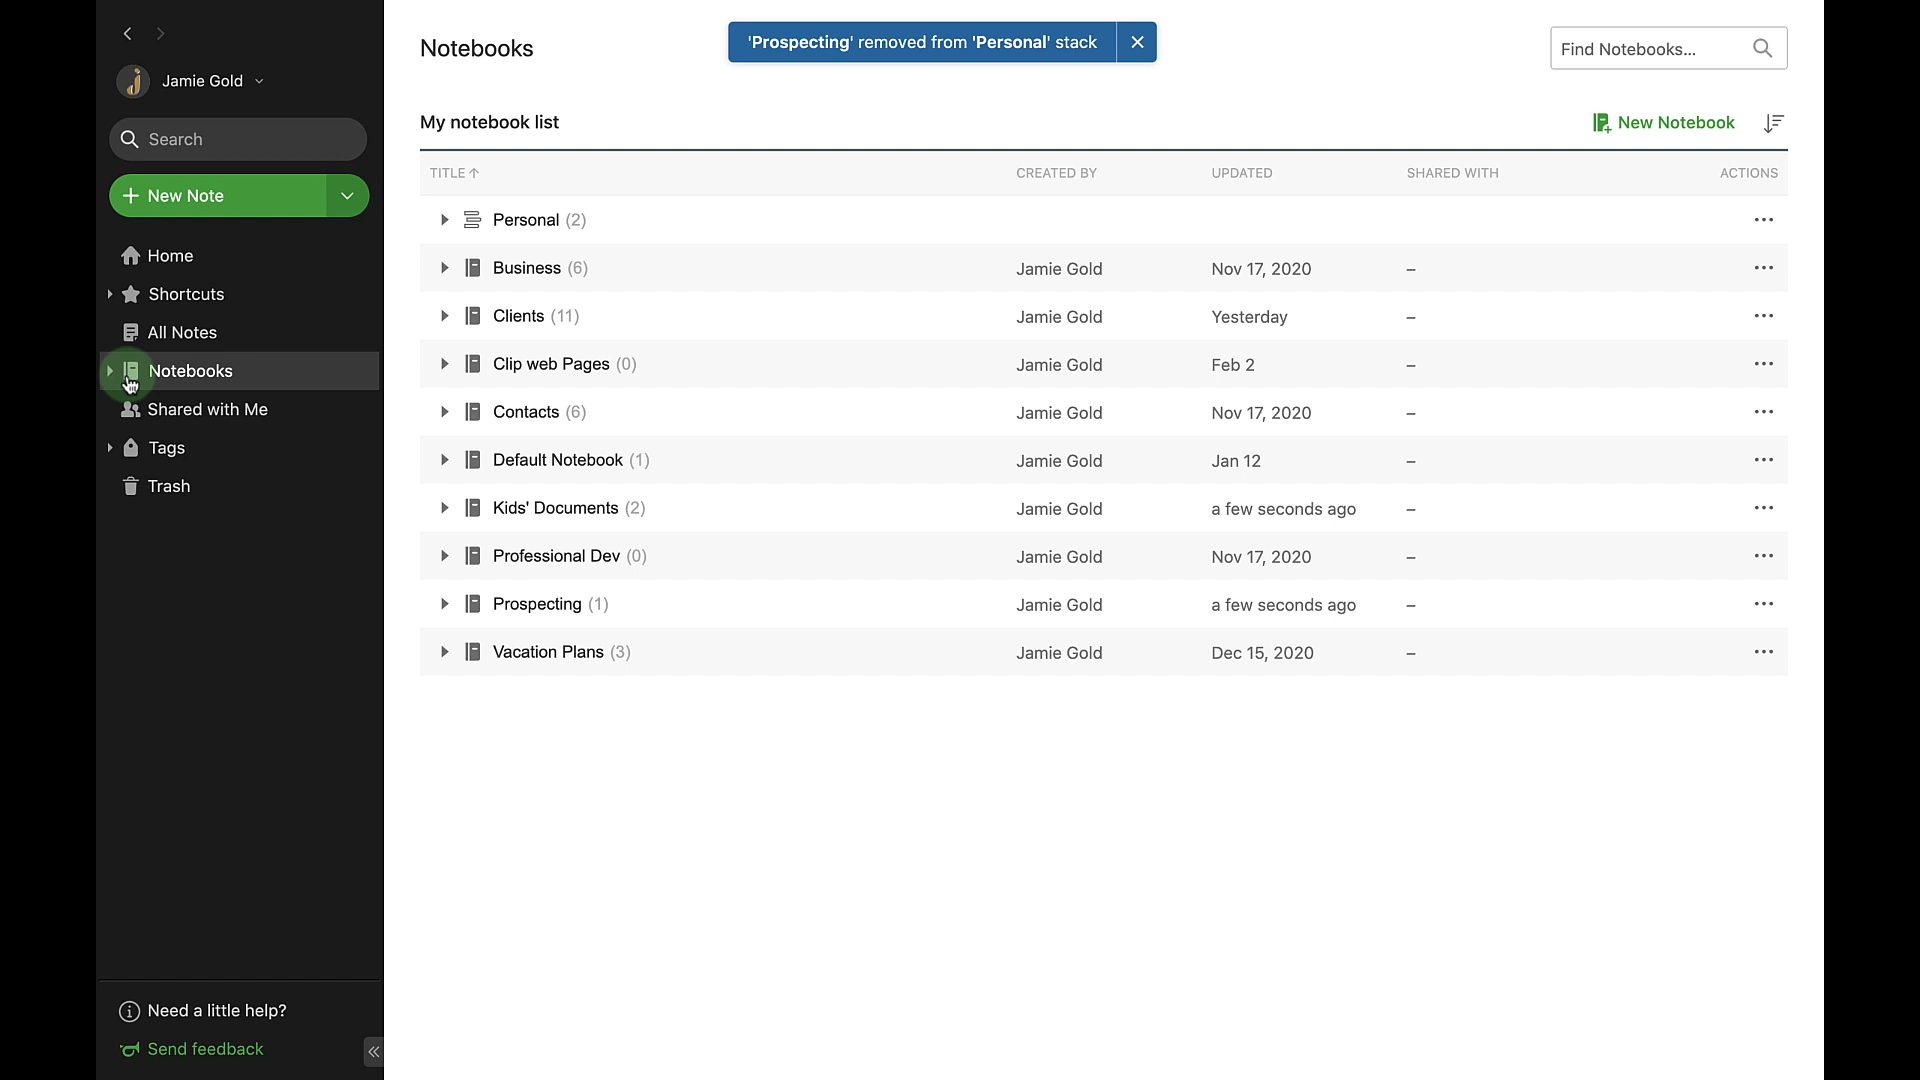 Jamie Gold
Search
New Note
Home
Shortcuts
All Notes
Notebooks
Shared with Me
Tags
Trash
Need a little help?
Send feedback
Notebooks
'Prospecting' removed from 'Personal' stack
Find Notebooks...
My notebook list
New Notebook
TITLE CREATED BY UPDATED SHARED WITH ACTIONS
Personal (2)
Business (6) Jamie Gold Nov 17, 2020 –
Clients (11) Jamie Gold Yesterday –
Clip web Pages (0) Jamie Gold Feb 2 –
Contacts (6) Jamie Gold Nov 17, 2020 –
Default Notebook (1) Jamie Gold Jan 12 –
Kids' Documents (2) Jamie Gold a few seconds ago –
Professional Dev (0) Jamie Gold Nov 17, 2020 –
Prospecting (1) Jamie Gold a few seconds ago –
Vacation Plans (3) Jamie Gold Dec 15, 2020 –